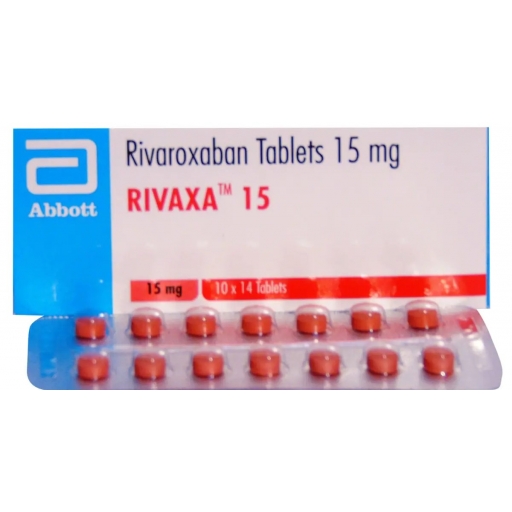 Rivaroxaban Tablets 15 mg
Abbott
RIVAXA™ 15
15 mg
10 x 14 Tablets